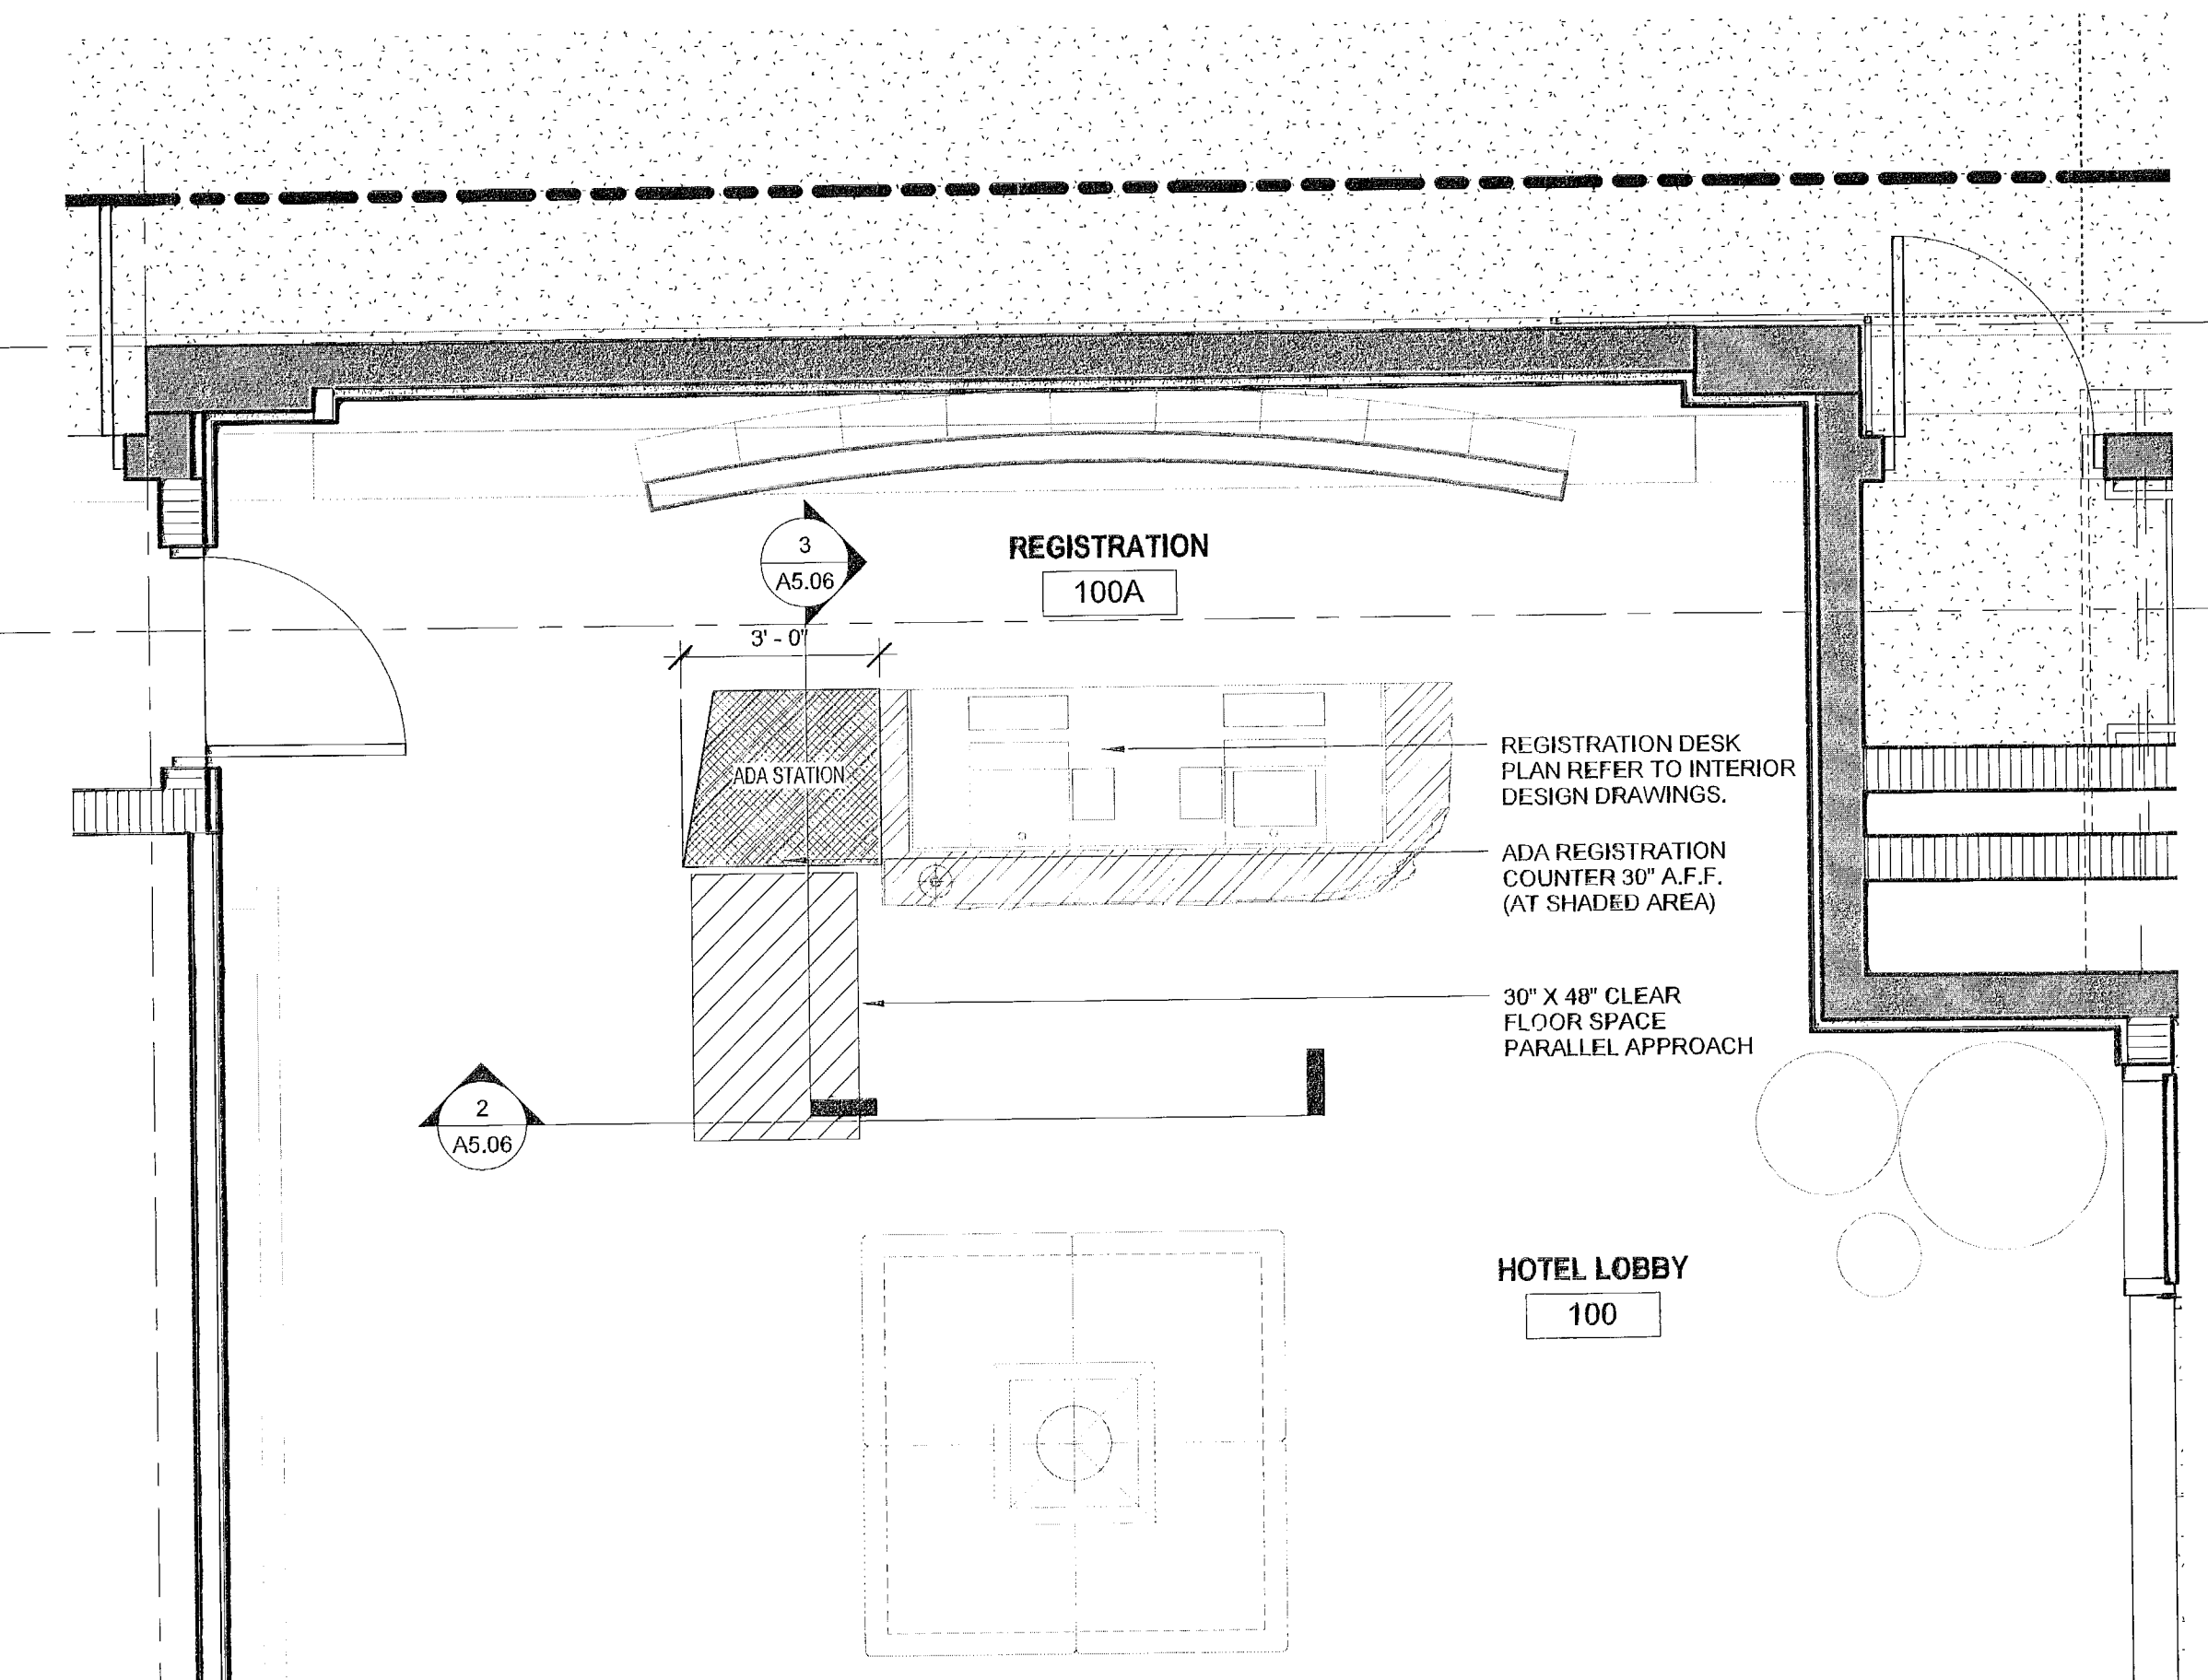 3
A5.06
REGISTRATION
100A
3' - 0"
ADA STATION
REGISTRATION DESK
PLAN REFER TO INTERIOR
DESIGN DRAWINGS.
ADA REGISTRATION
COUNTER 30" A.F.F.
(AT SHADED AREA)
30" X 48" CLEAR
FLOOR SPACE
PARALLEL APPROACH
2
A5.06
HOTEL LOBBY
100